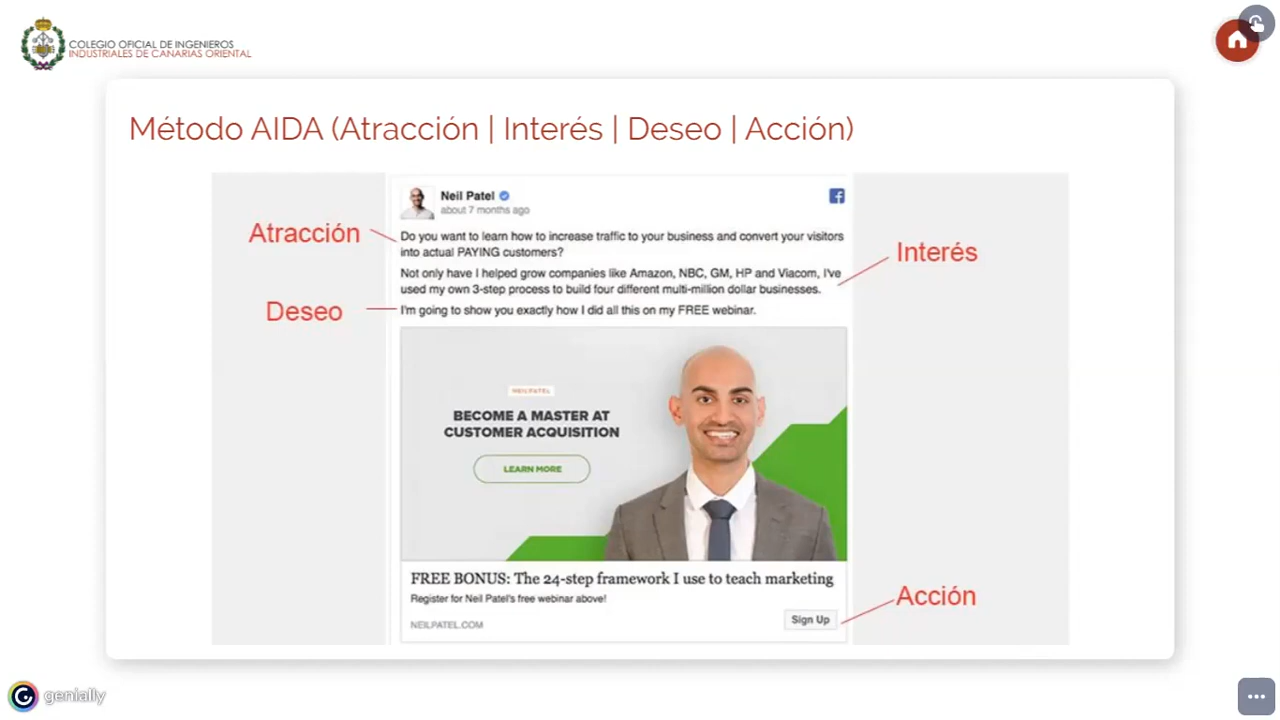 COLEGIO OFICIAL DE INGENIEROS
INDUSTRIALES DE CANARIAS ORIENTAL
Método AIDA (Atracción | Interés | Deseo | Acción)
Neil Patel
about 7 months ago
Atracción
Do you want to learn how to increase traffic to your business and convert your visitors
into actual PAYING customers?
Interés
Not only have I helped grow companies like Amazon, NBC, GM, HP and Viacom, I've
used my own 3-step process to build four different multi-million dollar businesses.
Deseo
I'm going to show you exactly how I did all this on my FREE webinar.
NEILPATEL
BECOME A MASTER AT
CUSTOMER ACQUISITION
LEARN MORE
FREE BONUS: The 24-step framework I use to teach marketing
Register for Neil Patel's free webinar above!
Acción
Sign Up
NEILPATEL.COM
genially